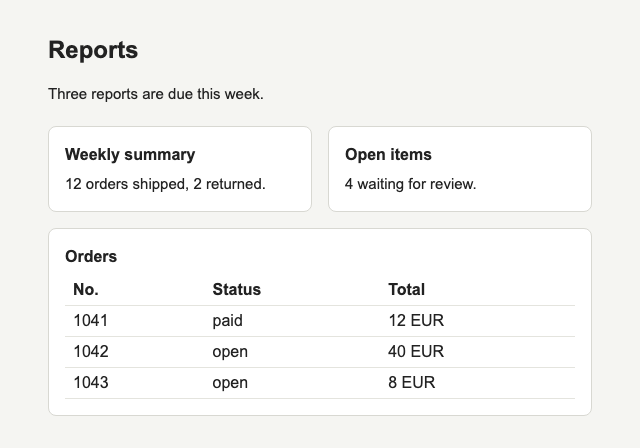 Reports
Three reports are due this week.
Weekly summary
12 orders shipped, 2 returned.
Open items
4 waiting for review.
Orders
No. Status Total
1041 paid 12 EUR
1042 open 40 EUR
1043 open 8 EUR